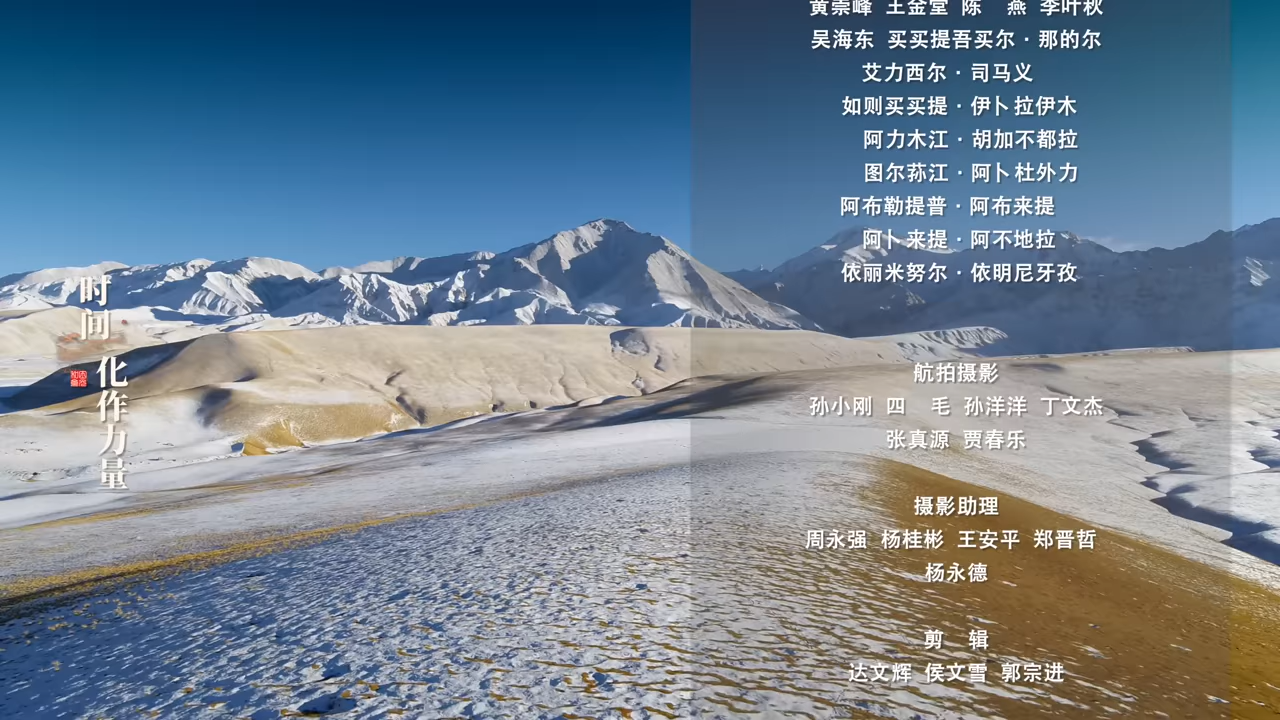 时间
化作力量
黄崇峰 王金堂 陈 燕 李叶秋
吴海东 买买提吾买尔·那的尔
艾力西尔·司马义
如则买买提·伊卜拉伊木
阿力木江·胡加不都拉
图尔荪江·阿卜杜外力
阿布勒提普·阿布来提
阿卜来提·阿不地拉
依丽米努尔·依明尼牙孜
航拍摄影
孙小刚 四 毛 孙洋洋 丁文杰
张真源 贾春乐
摄影助理
周永强 杨桂彬 王安平 郑晋哲
杨永德
剪 辑
达文辉 侯文雪 郭宗进